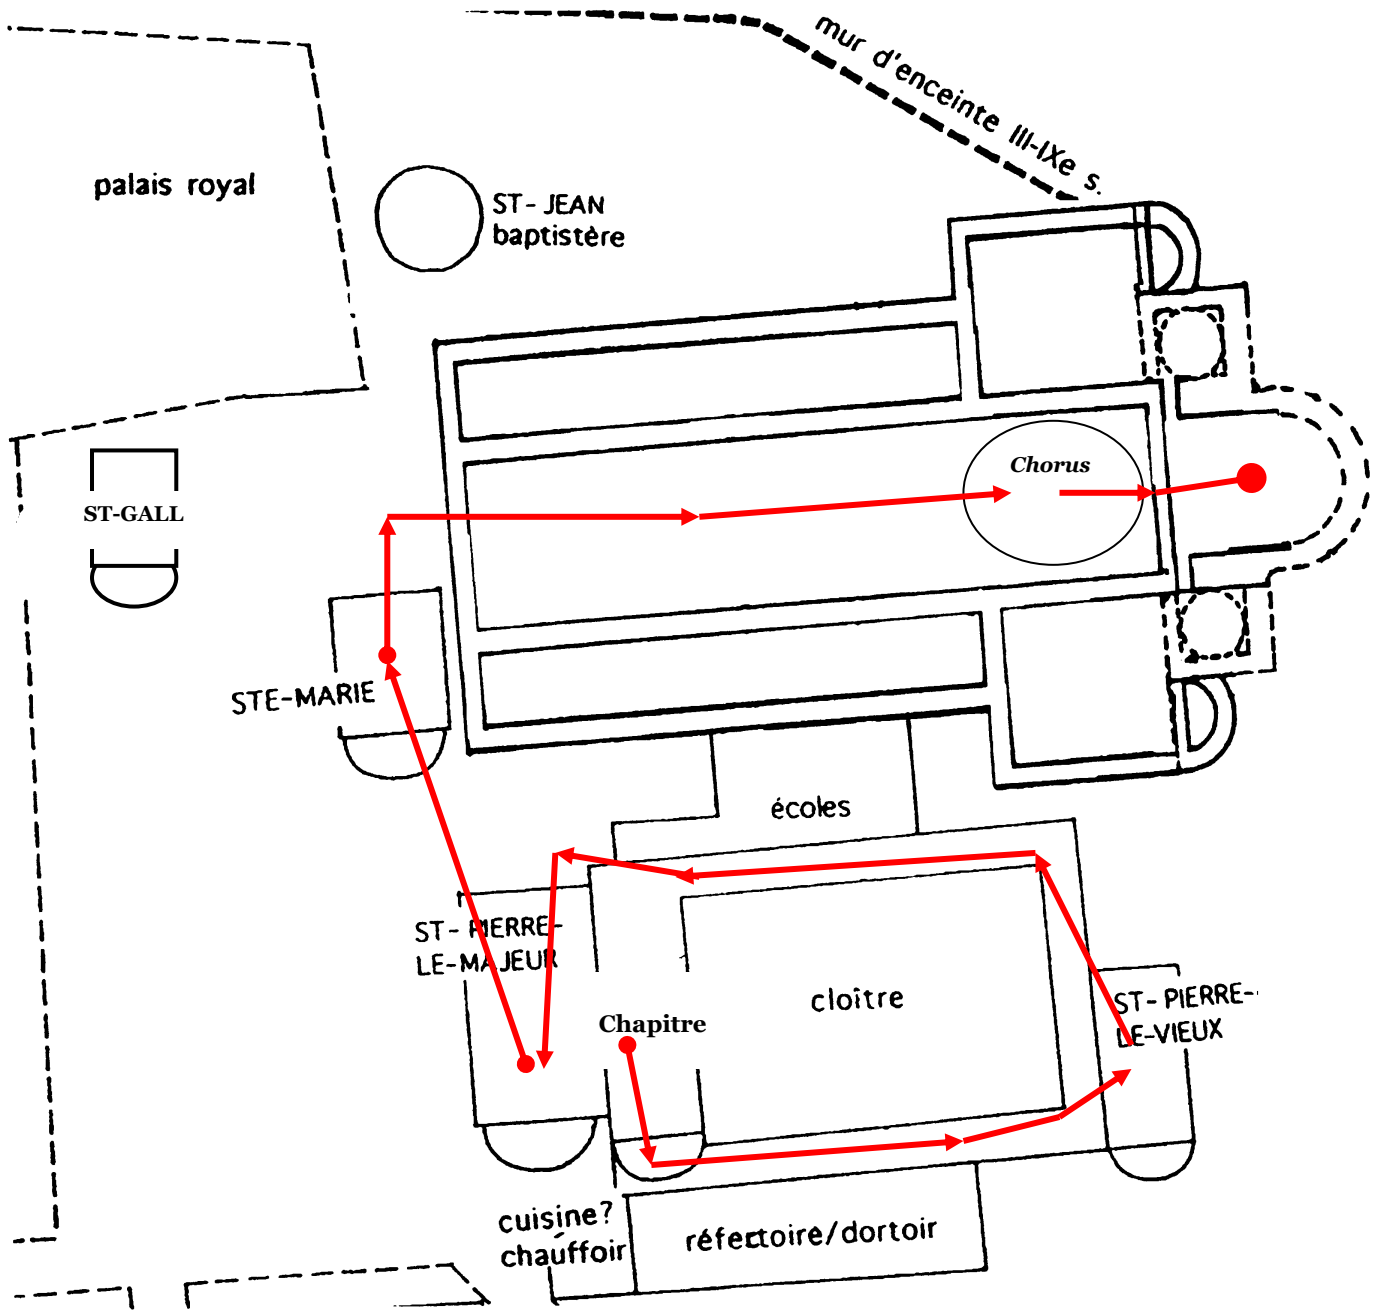 mur d'enceinte III-IXe s.
palais royal
ST-JEAN
baptistère
Chorus
ST-GALL
STE-MARIE
écoles
ST-PIERRE-
LE-MAJEUR
cloître
ST-PIERRE-
LE-VIEUX
Chapitre
cuisine?
chauffoir
réfectoire/dortoir